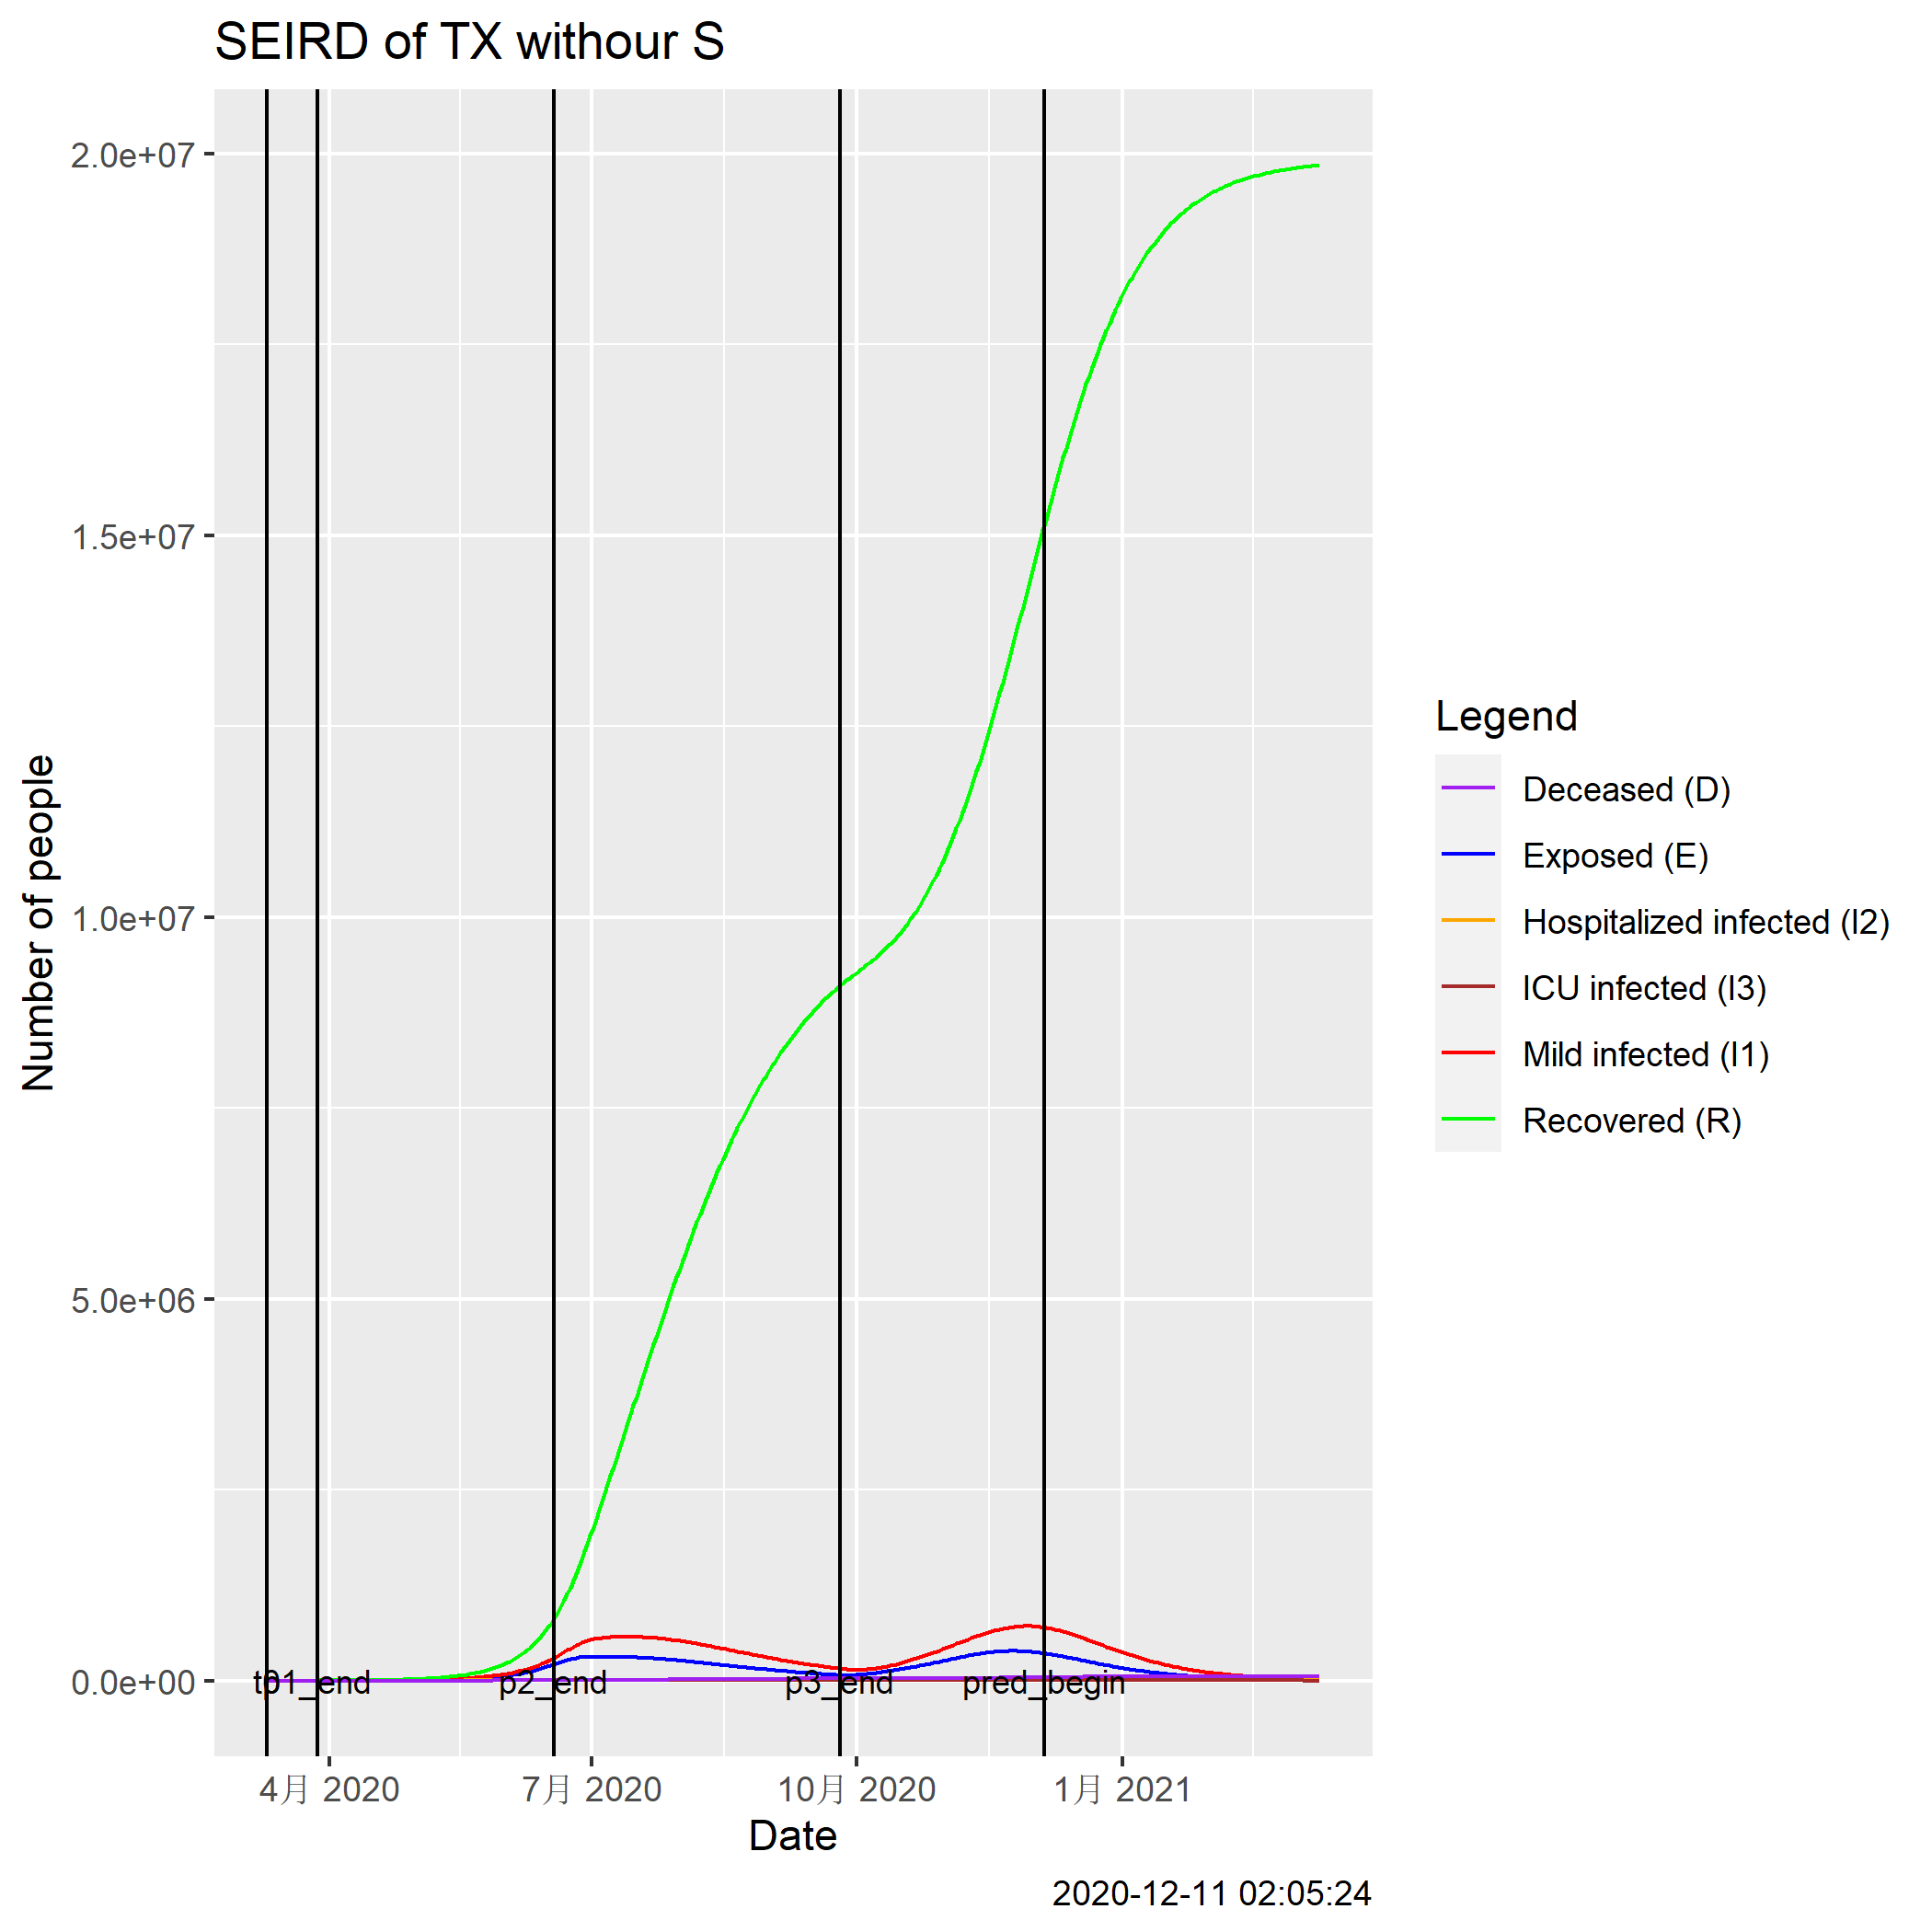 SEIRD of TX withour S
2.0e+07
1.5e+07
1.0e+07
5.0e+06
0.0e+00
Number of people
p1_end
p2_end
p3_end
pred_begin
4月 2020
7月 2020
10月 2020
1月 2021
Date
Legend
Deceased (D)
Exposed (E)
Hospitalized infected (I2)
ICU infected (I3)
Mild infected (I1)
Recovered (R)
2020-12-11 02:05:24